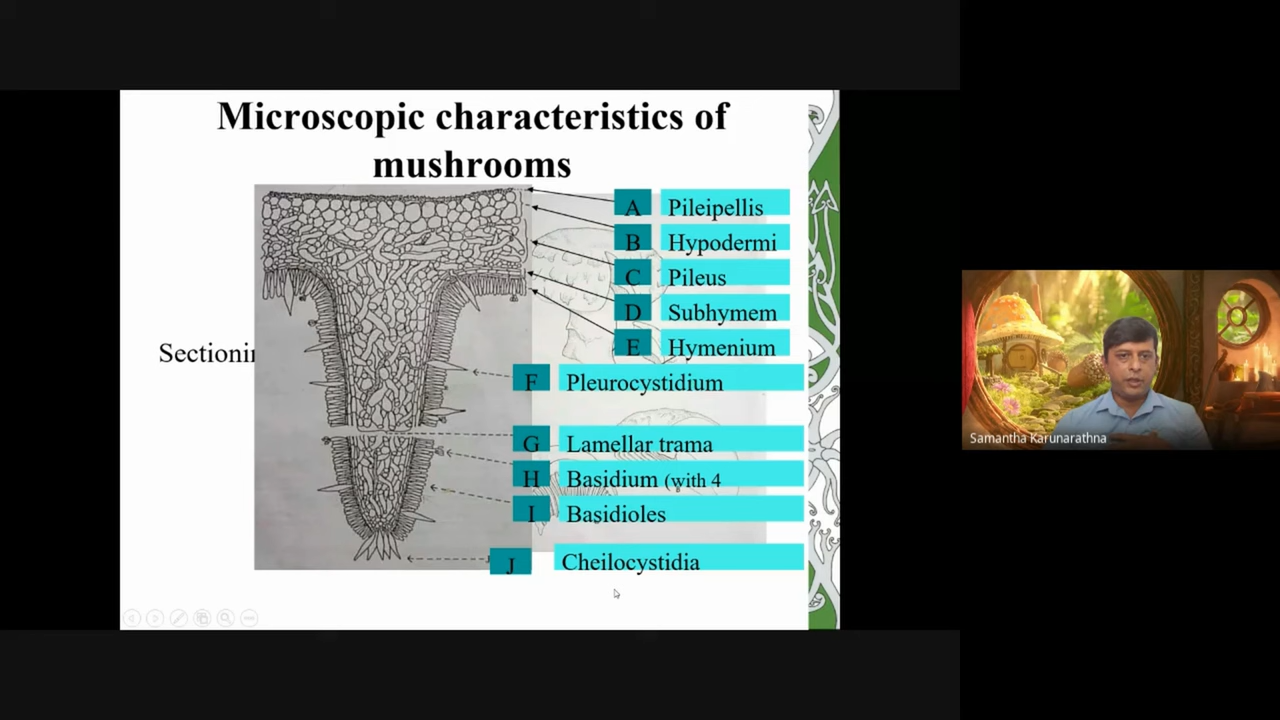 Microscopic characteristics of
mushrooms
A Pileipellis
B Hypodermi
C Pileus
D Subhymem
E Hymenium
Sectionin
F Pleurocystidium
G Lamellar trama
H Basidium (with 4
I Basidioles
J Cheilocystidia
Samantha Karunarathna